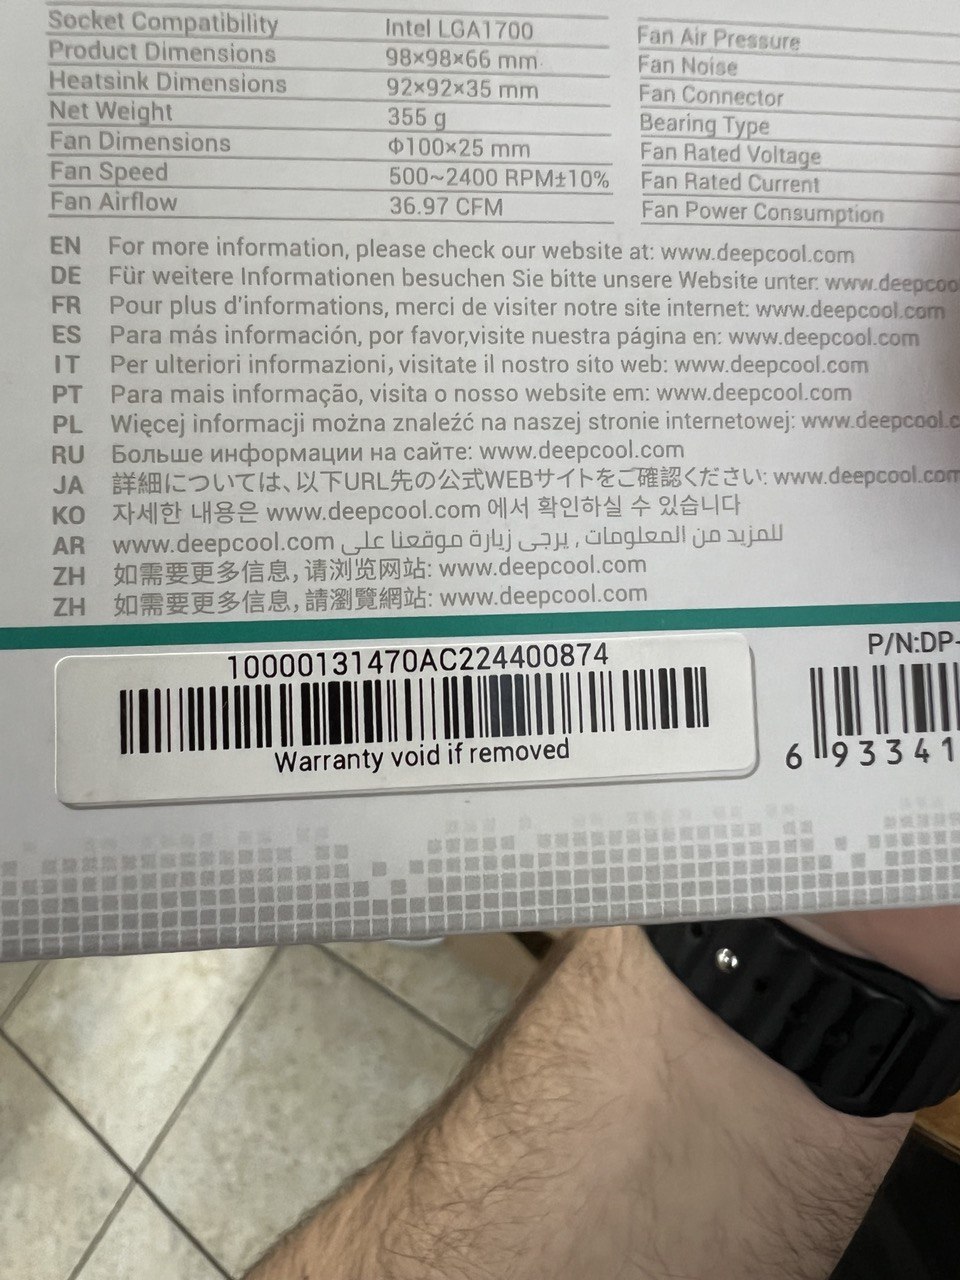 Socket Compatibility Intel LGA1700
Product Dimensions 98×98×66 mm
Heatsink Dimensions 92×92×35 mm
Net Weight 355 g
Fan Dimensions Φ100×25 mm
Fan Speed 500~2400 RPM±10%
Fan Airflow 36.97 CFM
Fan Air Pressure
Fan Noise
Fan Connector
Bearing Type
Fan Rated Voltage
Fan Rated Current
Fan Power Consumption
EN For more information, please check our website at: www.deepcool.com
DE Für weitere Informationen besuchen Sie bitte unsere Website unter: www.deepcoo
FR Pour plus d'informations, merci de visiter notre site internet: www.deepcool.com
ES Para más información, por favor,visite nuestra página en: www.deepcool.com
IT Per ulteriori informazioni, visitate il nostro sito web: www.deepcool.com
PT Para mais informação, visita o nosso website em: www.deepcool.com
PL Więcej informacji można znaleźć na naszej stronie internetowej: www.deepcool.c
RU Больше информации на сайте: www.deepcool.com
JA 詳細については、以下URL先の公式WEBサイトをご確認ください: www.deepcool.com
KO 자세한 내용은 www.deepcool.com 에서 확인하실 수 있습니다
AR للمزيد من المعلومات , يرجى زيارة موقعنا على www.deepcool.com
ZH 如需要更多信息, 请浏览网站: www.deepcool.com
ZH 如需要更多信息, 請瀏覽網站: www.deepcool.com
10000131470AC224400874
Warranty void if removed
P/N:DP-
6 93341